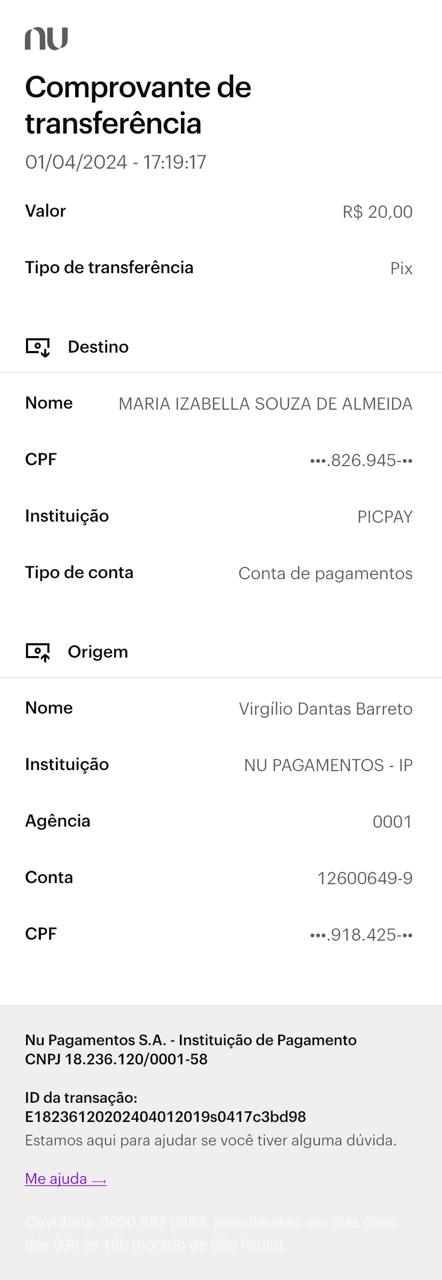 nu
Comprovante de
transferência
01/04/2024 - 17:19:17
Valor R$ 20,00
Tipo de transferência Pix
Destino
Nome MARIA IZABELLA SOUZA DE ALMEIDA
CPF •••.826.945-••
Instituição PICPAY
Tipo de conta Conta de pagamentos
Origem
Nome Virgílio Dantas Barreto
Instituição NU PAGAMENTOS - IP
Agência 0001
Conta 12600649-9
CPF •••.918.425-••
Nu Pagamentos S.A. - Instituição de Pagamento
CNPJ 18.236.120/0001-58
ID da transação:
E18236120202404012019s0417c3bd98
Estamos aqui para ajudar se você tiver alguma dúvida.
Me ajuda →
Ouvidoria: 0800 887 0463, atendimento em dias úteis,
das 09h às 18h (horário de São Paulo).